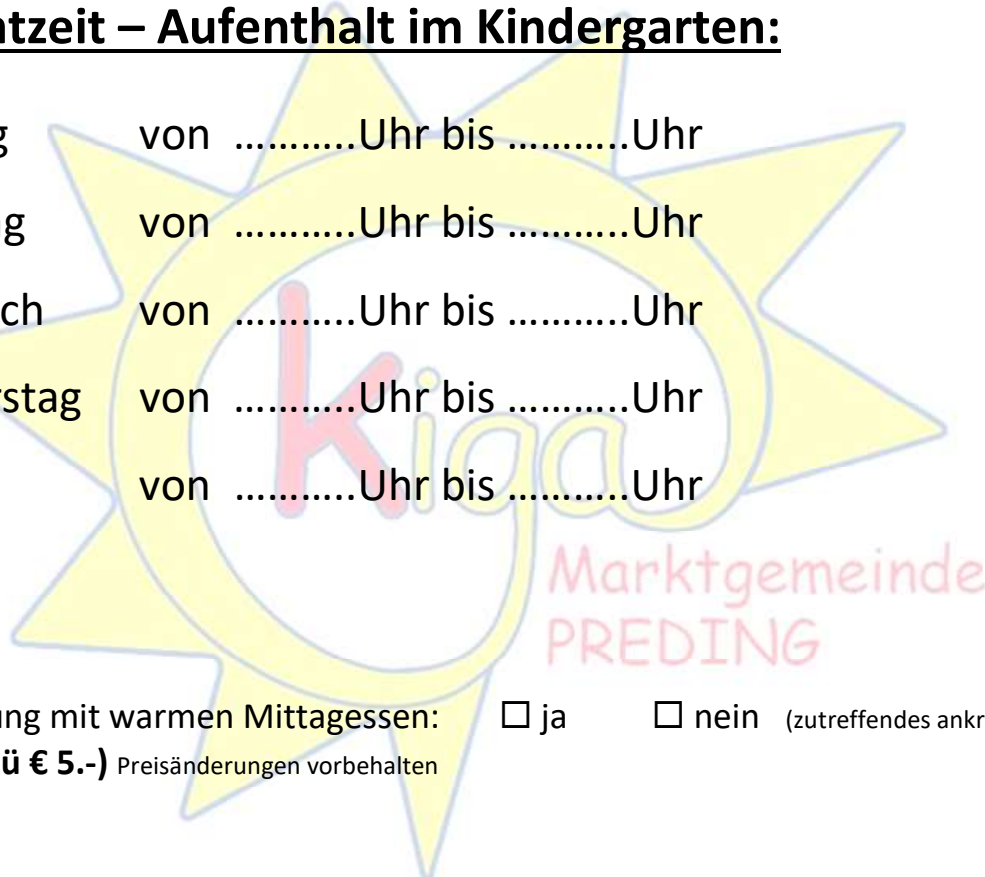 ntzeit – Aufenthalt im Kindergarten:
g von ………..Uhr bis ………..Uhr
ng von ………..Uhr bis ………..Uhr
ch von ………..Uhr bis ………..Uhr
rstag von ………..Uhr bis ………..Uhr
von ………..Uhr bis ………..Uhr
Kiga
Marktgemeinde
PREDING
ung mit warmen Mittagessen: ☐ ja ☐ nein (zutreffendes ankr
ü € 5.-) Preisänderungen vorbehalten